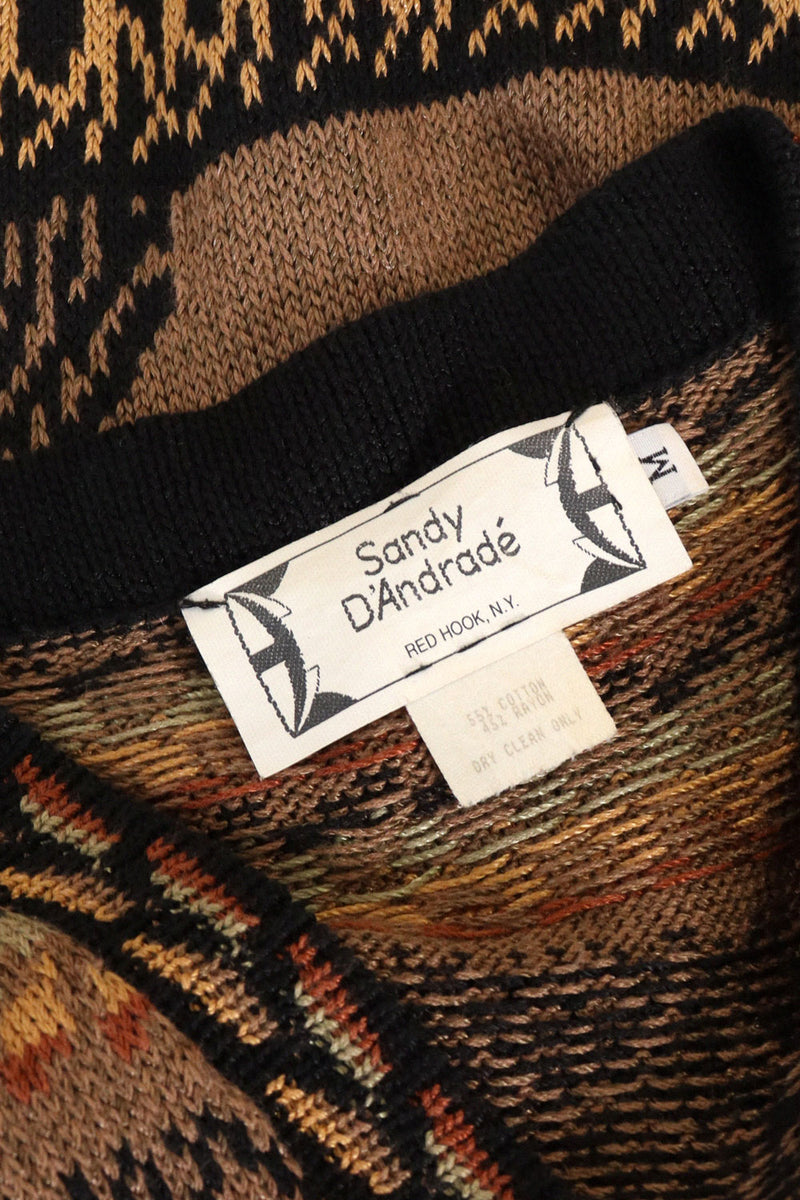 Sandy
D'Andradé
RED HOOK, N.Y.
M
55% COTTON
45% RAYON
DRY CLEAN ONLY